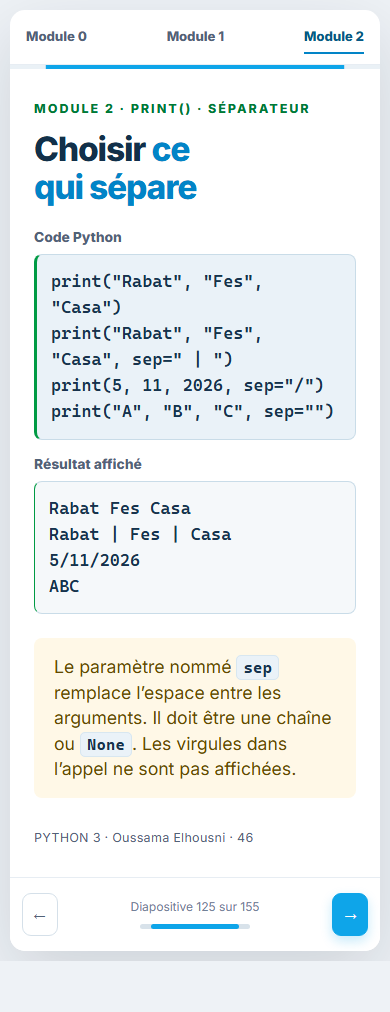 Module 0 Module 1 Module 2
MODULE 2 · PRINT() · SÉPARATEUR
Choisir ce
qui sépare
Code Python
print("Rabat", "Fes",
"Casa")
print("Rabat", "Fes",
"Casa", sep=" | ")
print(5, 11, 2026, sep="/")
print("A", "B", "C", sep="")
Résultat affiché
Rabat Fes Casa
Rabat | Fes | Casa
5/11/2026
ABC
Le paramètre nommé sep
remplace l’espace entre les
arguments. Il doit être une chaîne
ou None. Les virgules dans
l’appel ne sont pas affichées.
PYTHON 3 · Oussama Elhousni · 46
← Diapositive 125 sur 155 →